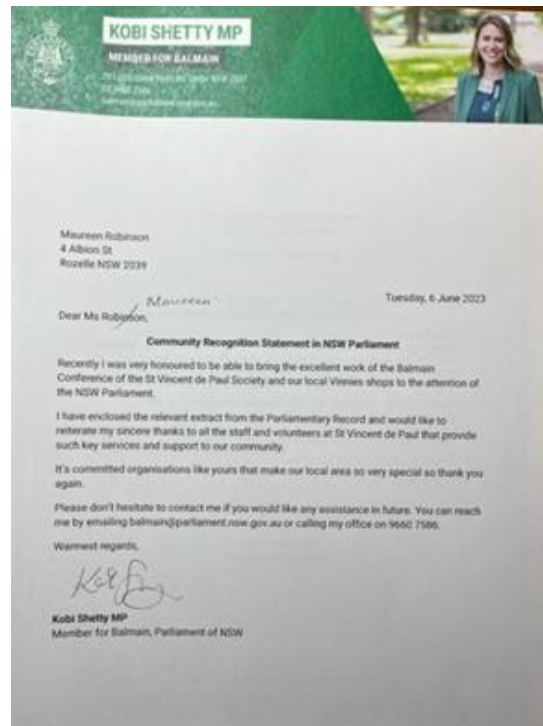 KOBI SHETTY MP
MEMBER FOR BALMAIN
Maureen Robinson
4 Albion St
Rozelle NSW 2039
Tuesday, 6 June 2023
Maureen
Dear Ms Robinson,
Community Recognition Statement in NSW Parliament
Recently I was very honoured to be able to bring the excellent work of the Balmain
Conference of the St Vincent de Paul Society and our local Vinnies shops to the attention of
the NSW Parliament.
I have enclosed the relevant extract from the Parliamentary Record and would like to
reiterate my sincere thanks to all the staff and volunteers at St Vincent de Paul that provide
such key services and support to our community.
It's committed organisations like yours that make our local area so very special so thank you
again.
Please don't hesitate to contact me if you would like any assistance in future. You can reach
me by emailing balmain@parliament.nsw.gov.au or calling my office on 9660 7586.
Warmest regards,
Kobi Shetty MP
Member for Balmain, Parliament of NSW